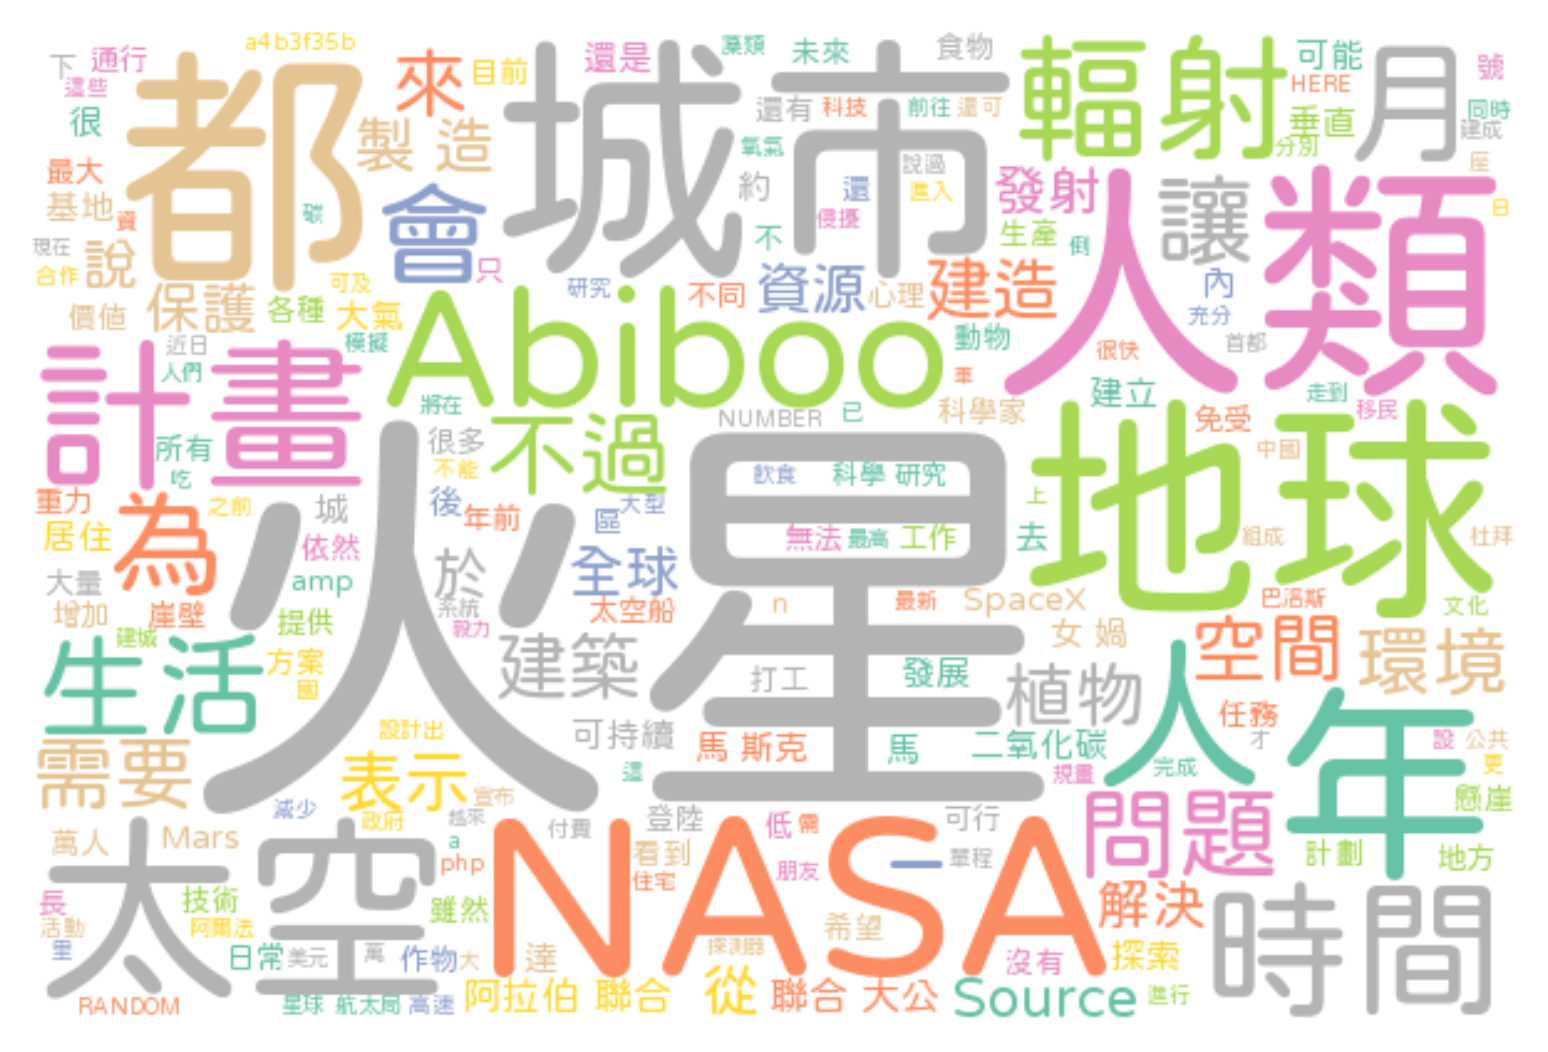 下 通行 a4b3f35b 來 目前 還是 藻類 未來 食物 輻射 可能 月 號
這些 HERE
很 都 製造 城市 還有 科技 前往 還可 垂直 同時 建成
最大 氧氣 說過 分別 座
基地 資 會 約 還 進入 發射 人類 讓 日
現在 說 只 不 侵擾 生產 倒
合作 可及 研究 不同 資源 心理 建造 內
價值 保護 各種 大氣 Abiboo 動物 充分
計畫 近日 模擬 很快 首都
人們 軍 建立 走到
將在 NUMBER 已 科學家 免受 移民
所有 很多 不過 地球 中國
吃 不能 飲食 科學 研究
重力 為 之前 城 火星 後 年前 大型 區 上
居住 依然 無法 最高 工作 去 組成 杜拜
大量 amp 於 全球
增加 崖壁 提供 系統 太空船 n 最新 SpaceX 巴洛斯 文化
建城 毅力 女媧 空間 環境
生活 方案 建築 發展 人
國 打工 植物
設計出 可持續 馬斯克 馬 二氧化碳 任務 年
需要 表示 這 規畫 完成 才 設 公共
更
減少 宣布 懸崖
政府 越來 付費 登陸 低 需 可行 問題
萬人 Mars a 看到 計劃 地方
太空 php NASA 住宅 朋友 一 單程
長 技術 雖然 解決 時間
活動 阿爾法 希望
里 日常 美元 萬 作物 大 達 探測器 沒有 探索
RANDOM 星球 航太局 高速 阿拉伯 聯合 從 聯合 大公 Source 進行